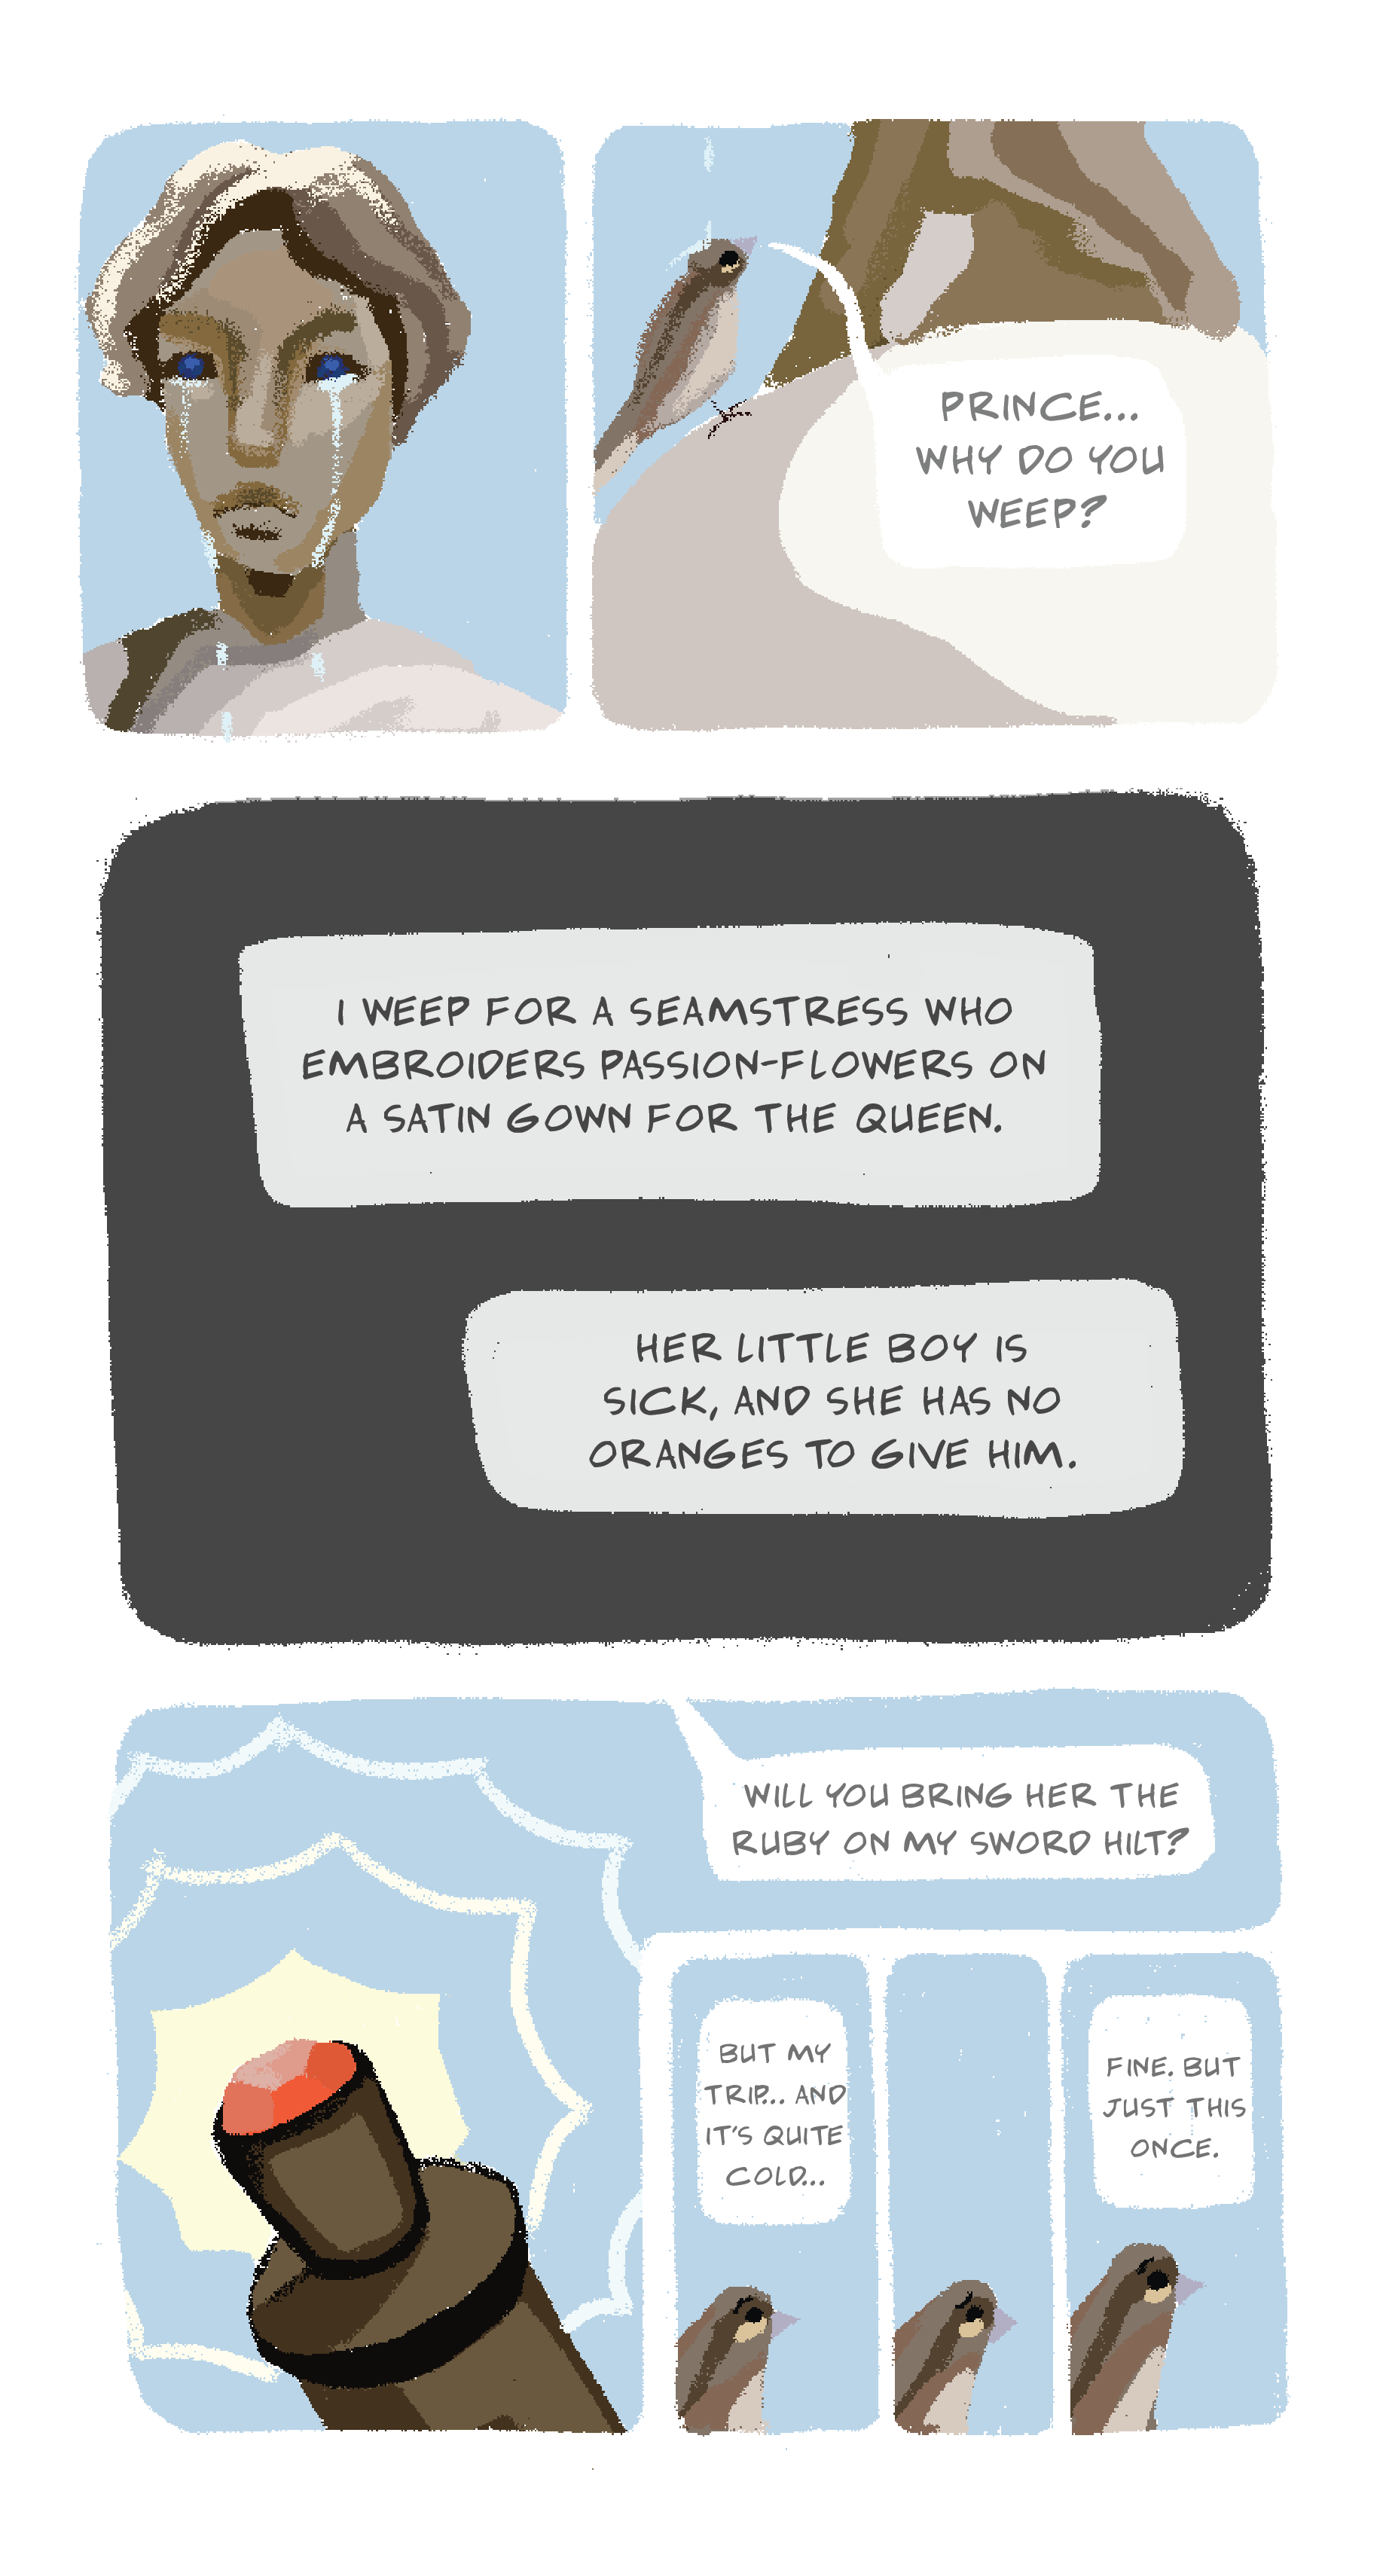 PRINCE...
WHY DO YOU
WEEP?
I WEEP FOR A SEAMSTRESS WHO
EMBROIDERS PASSION-FLOWERS ON
A SATIN GOWN FOR THE QUEEN.
HER LITTLE BOY IS
SICK, AND SHE HAS NO
ORANGES TO GIVE HIM.
WILL YOU BRING HER THE
RUBY ON MY SWORD HILT?
BUT MY
TRIP... AND
IT'S QUITE
COLD...
FINE. BUT
JUST THIS
ONCE.